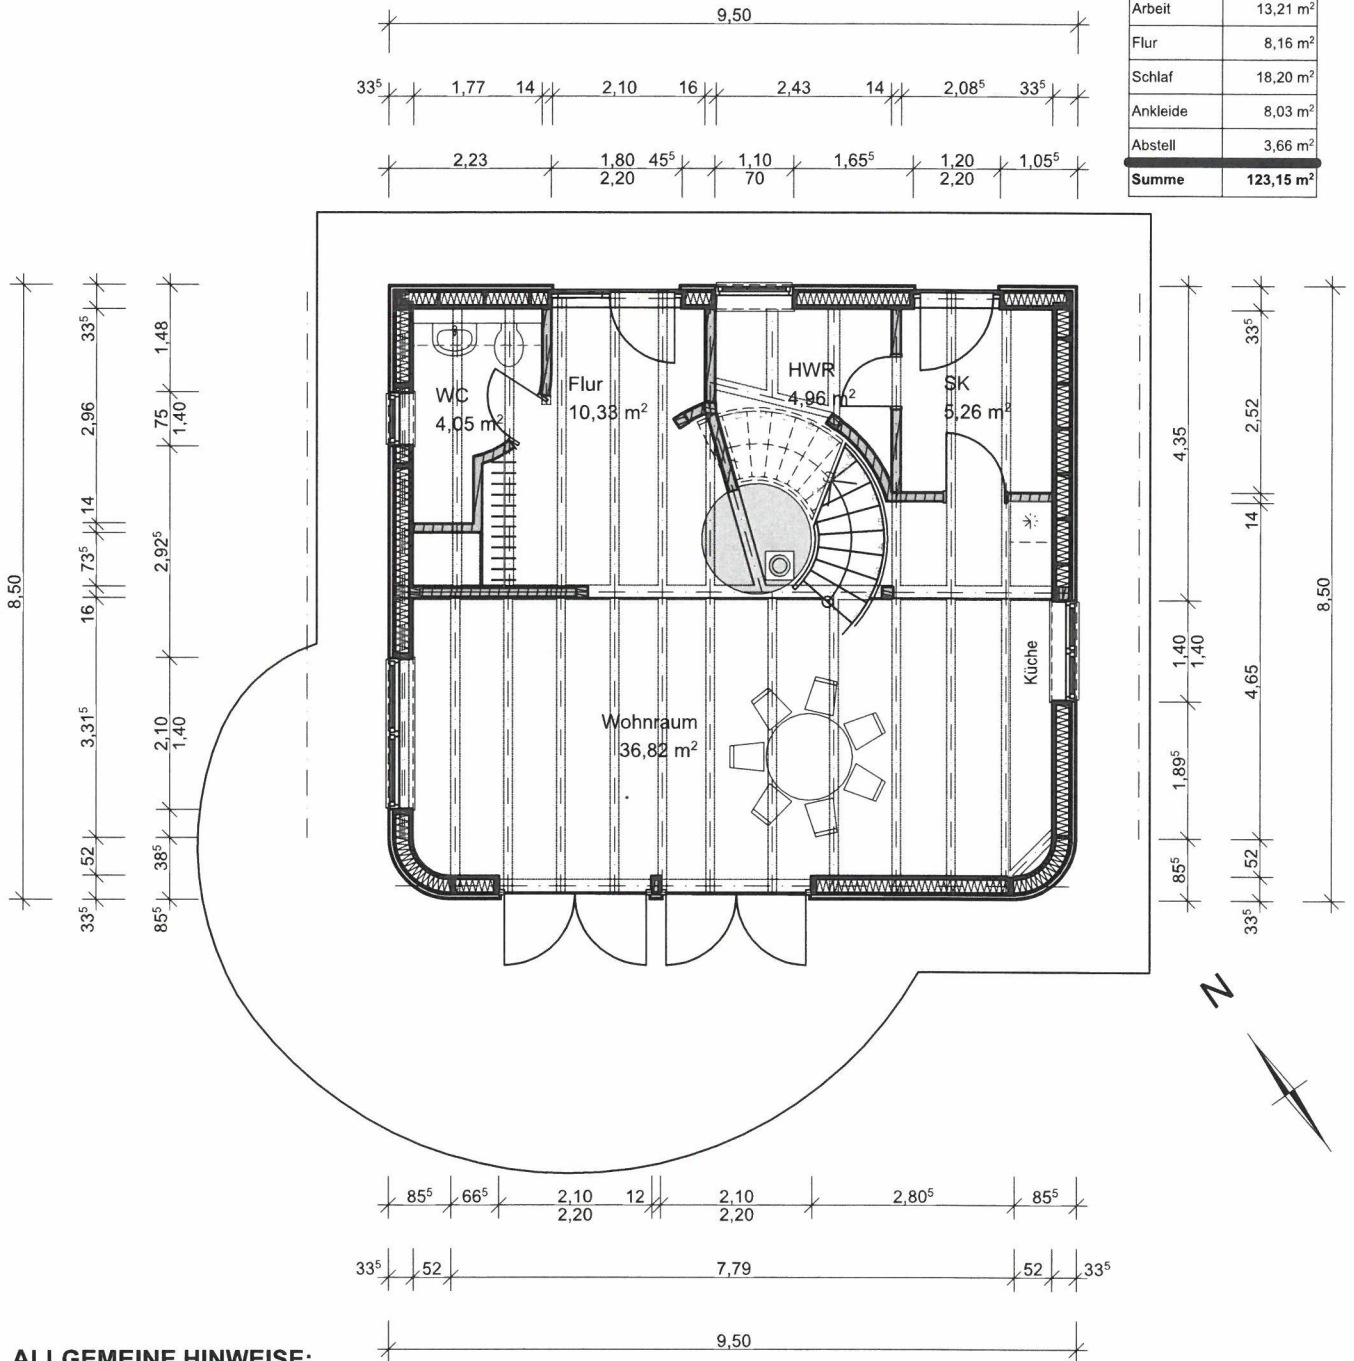 9,50
Arbeit 13,21 m²
Flur 8,16 m²
Schlaf 18,20 m²
Ankleide 8,03 m²
Abstell 3,66 m²
Summe 123,15 m²
33⁵ 1,77 14 2,10 16 2,43 14 2,08⁵ 33⁵
2,23 1,80 45⁵ 1,10 1,65⁵ 1,20 1,05⁵
2,20 70 2,20
8,50
33⁵
2,96
14
73⁵
16
3,31⁵
52
33⁵
1,48
75
1,40
2,92⁵
2,10
1,40
38⁵
85⁵
WC
4,05 m²
Flur
10,33 m²
HWR
4,96 m²
SK
5,26 m²
Küche
Wohnraum
36,82 m²
4,35
1,40
1,40
1,89⁵
85⁵
33⁵
2,52
14
4,65
52
33⁵
8,50
N
85⁵ 66⁵ 2,10 12 2,10 2,80⁵ 85⁵
2,20 2,20
33⁵ 52 7,79 52 33⁵
9,50
ALLGEMEINE HINWEISE: